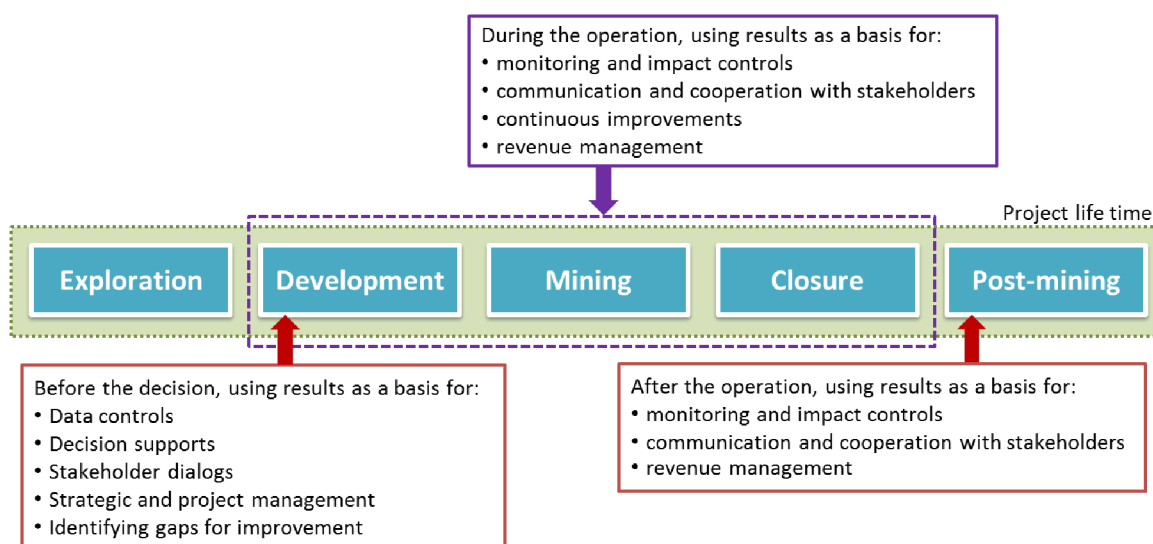 During the operation, using results as a basis for:
• monitoring and impact controls
• communication and cooperation with stakeholders
• continuous improvements
• revenue management
Project life time
Exploration
Development
Mining
Closure
Post-mining
Before the decision, using results as a basis for:
• Data controls
• Decision supports
• Stakeholder dialogs
• Strategic and project management
• Identifying gaps for improvement
After the operation, using results as a basis for:
• monitoring and impact controls
• communication and cooperation with stakeholders
• revenue management